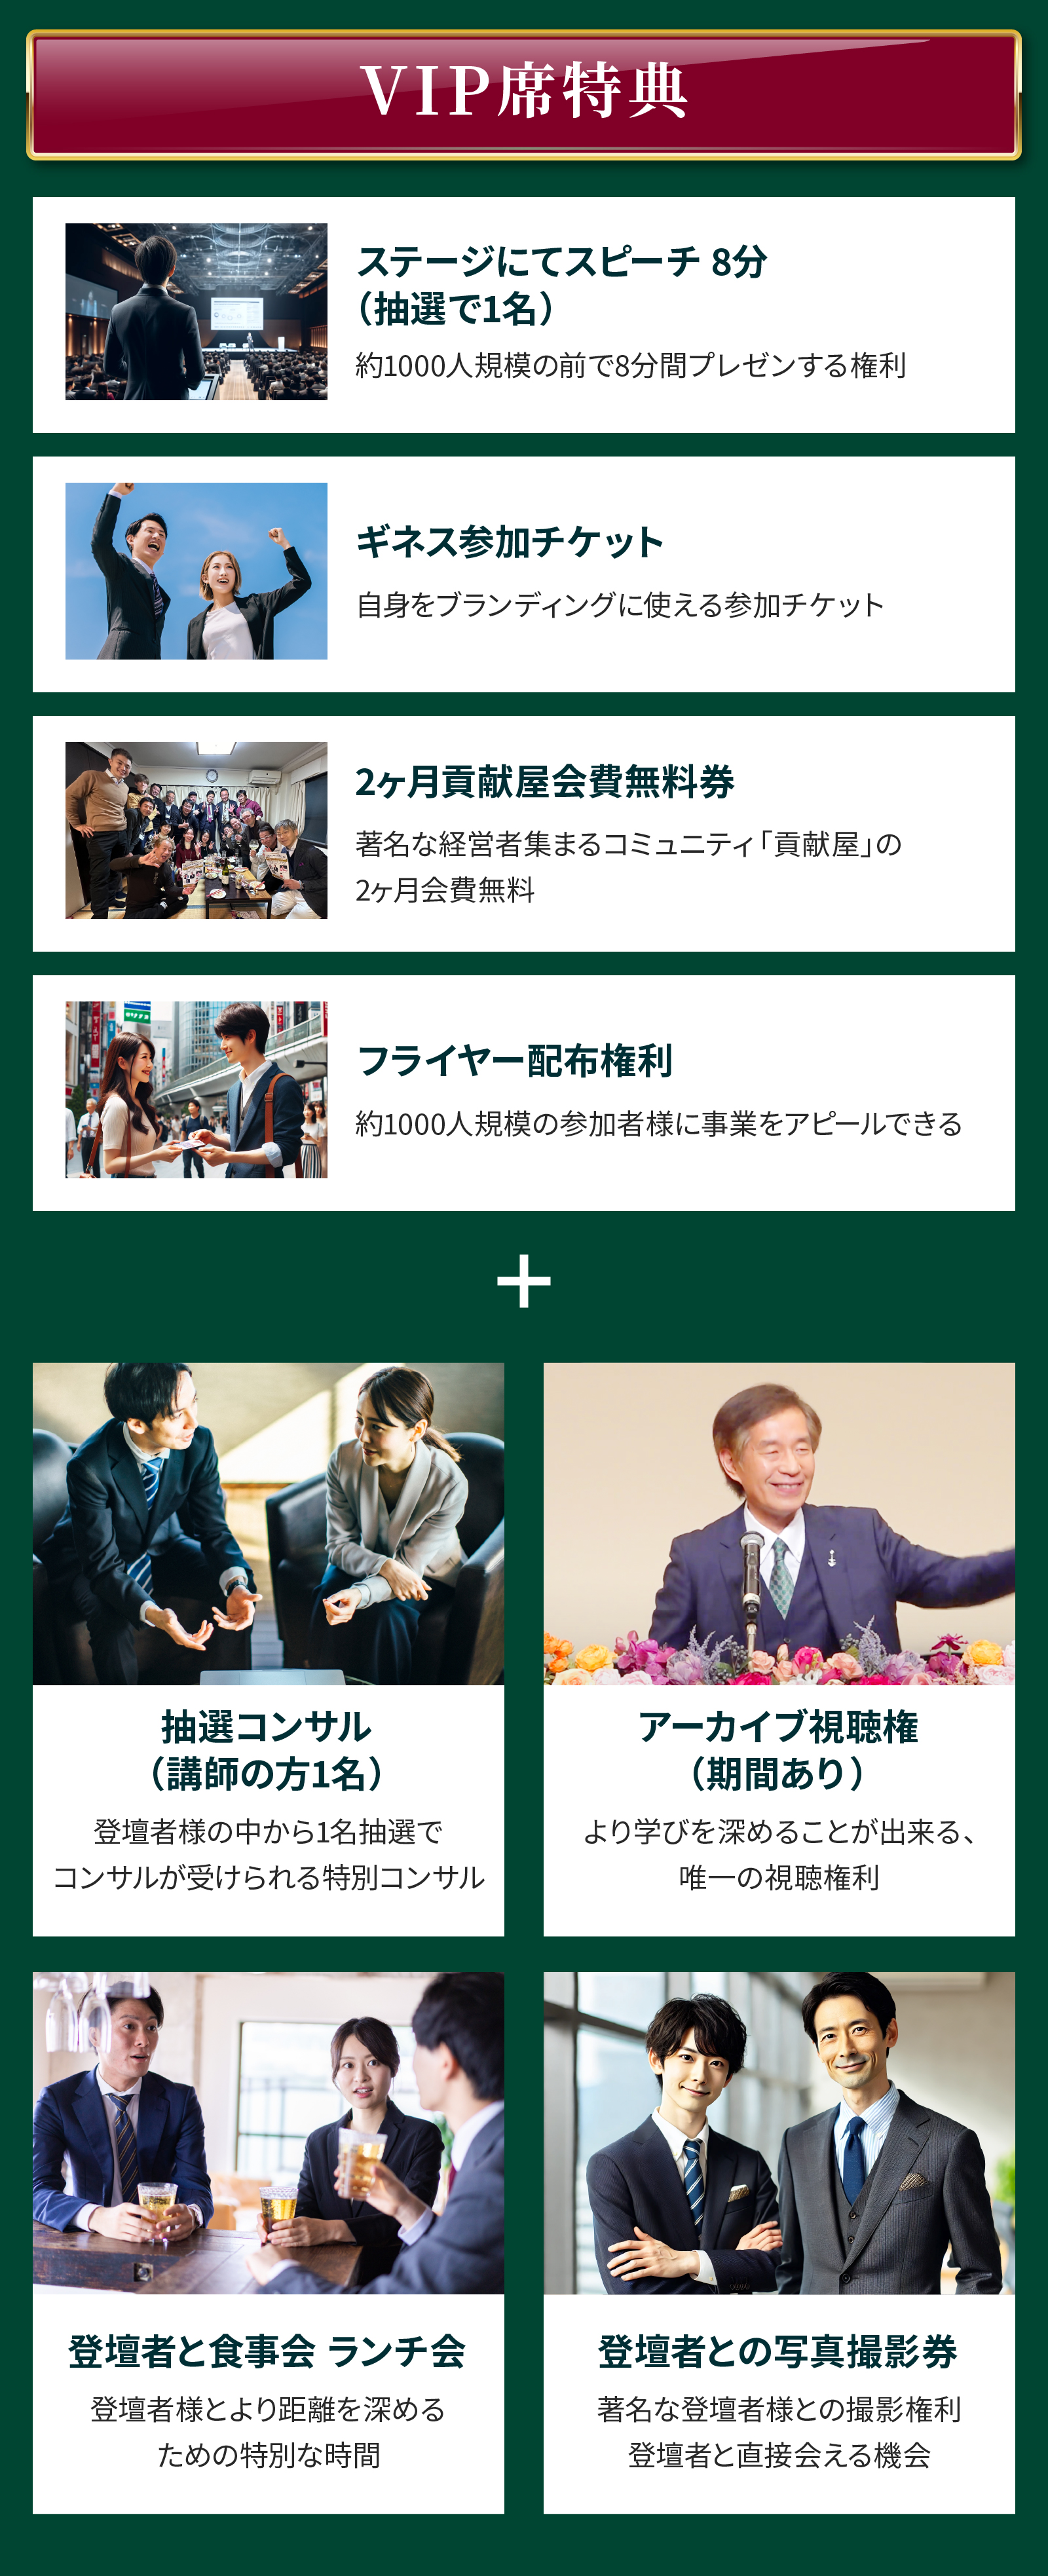 VIP席特典
ステージにてスピーチ 8分
（抽選で1名）
約1000人規模の前で8分間プレゼンする権利
ギネス参加チケット
自身をブランディングに使える参加チケット
2ヶ月貢献屋会費無料券
著名な経営者集まるコミュニティ「貢献屋」の
2ヶ月会費無料
フライヤー配布権利
約1000人規模の参加者様に事業をアピールできる
+
抽選コンサル
（講師の方1名）
登壇者様の中から1名抽選で
コンサルが受けられる特別コンサル
アーカイブ視聴権
（期間あり）
より学びを深めることが出来る、
唯一の視聴権利
登壇者と食事会 ランチ会
登壇者様とより距離を深める
ための特別な時間
登壇者との写真撮影券
著名な登壇者様との撮影権利
登壇者と直接会える機会